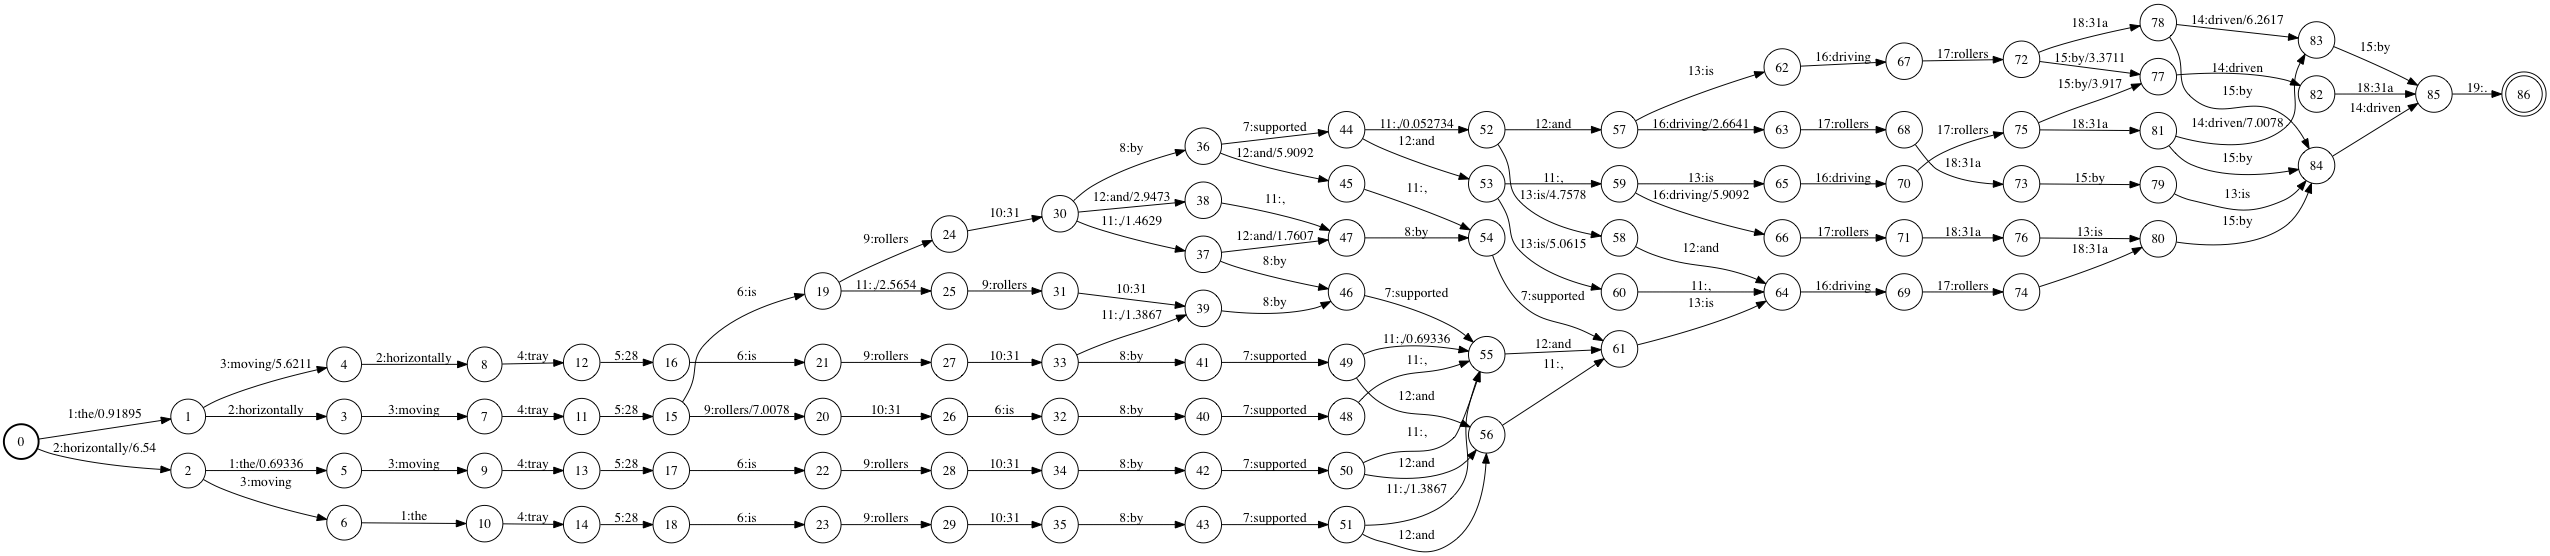 0
1:the/0.91895
2:horizontally/6.54
1
3:moving/5.6211
2:horizontally
2
1:the/0.69336
3:moving
4
2:horizontally
3
3:moving
5
3:moving
6
1:the
8
4:tray
7
4:tray
9
4:tray
10
4:tray
12
5:28
11
5:28
13
5:28
14
5:28
16
6:is
15
6:is
9:rollers/7.0078
17
6:is
18
6:is
19
9:rollers
11:,/2.5654
21
9:rollers
20
10:31
22
9:rollers
23
9:rollers
24
10:31
25
9:rollers
27
10:31
26
6:is
28
10:31
29
10:31
30
8:by
12:and/2.9473
11:,/1.4629
31
10:31
33
11:,/1.3867
8:by
32
8:by
34
8:by
35
8:by
36
7:supported
12:and/5.9092
38
11:,
37
12:and/1.7607
8:by
39
8:by
41
7:supported
40
7:supported
42
7:supported
43
7:supported
44
11:,/0.052734
12:and
45
11:,
47
8:by
46
7:supported
49
11:,/0.69336
12:and
48
11:,
50
11:,
12:and
51
11:,/1.3867
12:and
52
12:and
13:is/4.7578
53
11:,
13:is/5.0615
54
7:supported
55
12:and
56
11:,
57
13:is
16:driving/2.6641
59
13:is
16:driving/5.9092
58
12:and
60
11:,
61
13:is
62
16:driving
63
17:rollers
65
16:driving
66
17:rollers
64
16:driving
67
17:rollers
68
18:31a
70
17:rollers
71
18:31a
69
17:rollers
72
18:31a
15:by/3.3711
75
15:by/3.917
18:31a
73
15:by
76
13:is
74
18:31a
78
14:driven/6.2617
15:by
77
14:driven
81
14:driven/7.0078
15:by
79
13:is
80
15:by
83
15:by
82
18:31a
84
14:driven
85
19:.
86